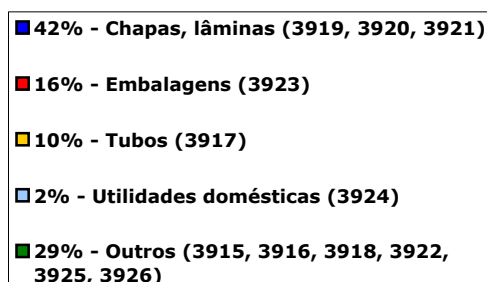 42% - Chapas, lâminas (3919, 3920, 3921)
16% - Embalagens (3923)
10% - Tubos (3917)
2% - Utilidades domésticas (3924)
29% - Outros (3915, 3916, 3918, 3922,
3925, 3926)